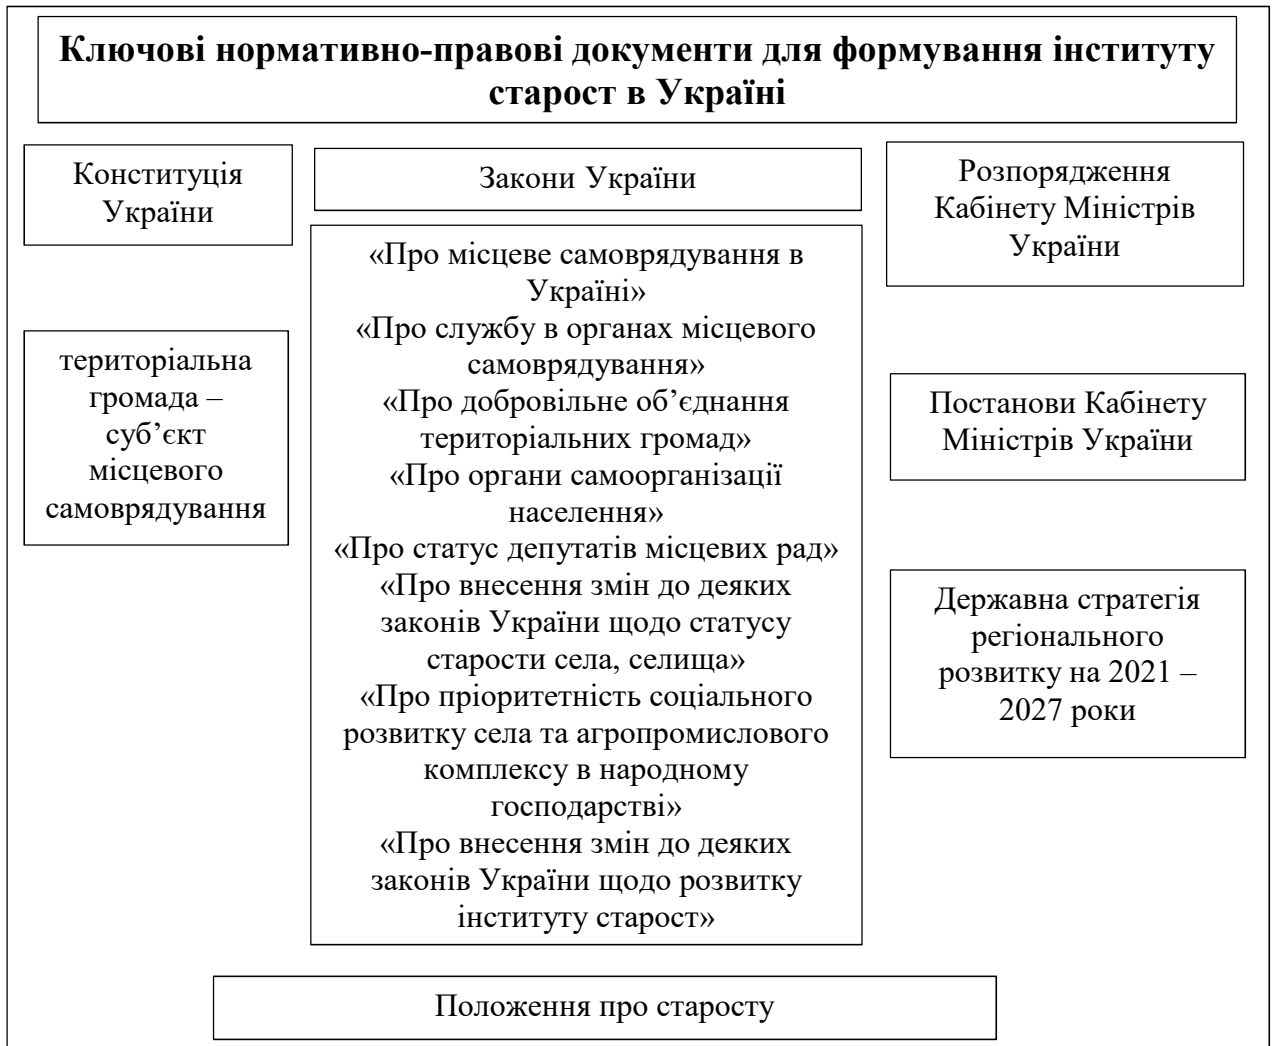 Ключові нормативно-правові документи для формування інституту
старост в Україні
Конституція
України
територіальна
громада –
суб’єкт
місцевого
самоврядування
Закони України
«Про місцеве самоврядування в
Україні»
«Про службу в органах місцевого
самоврядування»
«Про добровільне об’єднання
територіальних громад»
«Про органи самоорганізації
населення»
«Про статус депутатів місцевих рад»
«Про внесення змін до деяких
законів України щодо статусу
старости села, селища»
«Про пріоритетність соціального
розвитку села та агропромислового
комплексу в народному
господарстві»
«Про внесення змін до деяких
законів України щодо розвитку
інституту старост»
Розпорядження
Кабінету Міністрів
України
Постанови Кабінету
Міністрів України
Державна стратегія
регіонального
розвитку на 2021 –
2027 роки
Положення про старосту